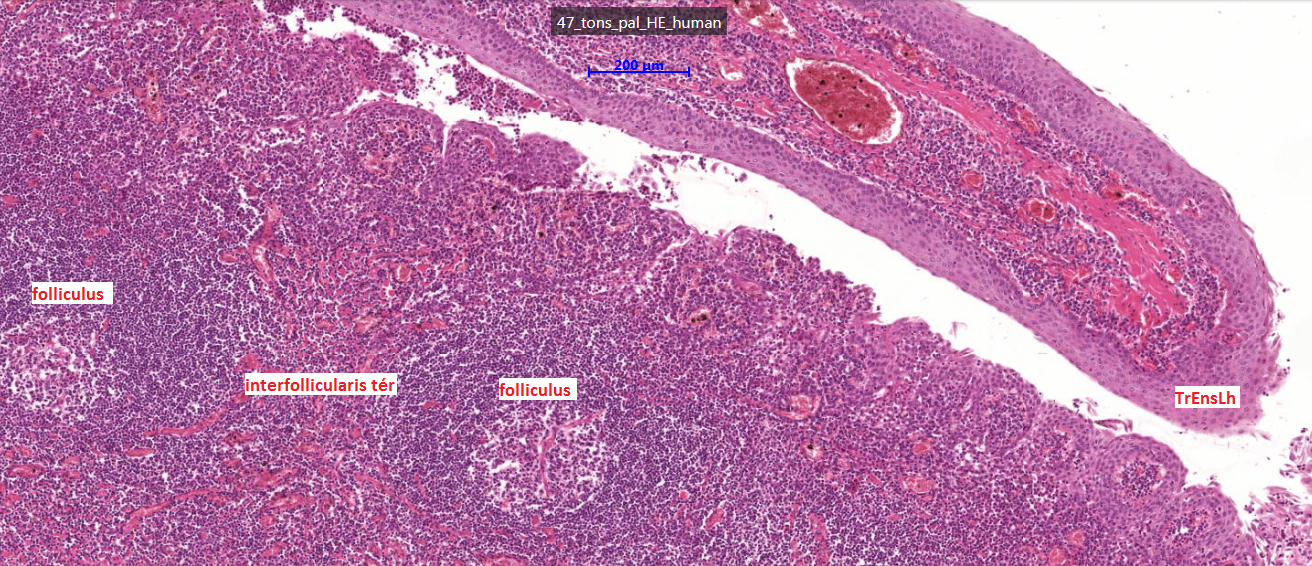 47_tons_pal_HE_human
200 µm
folliculus
interfollicularis tér
folliculus
TrEnsLh